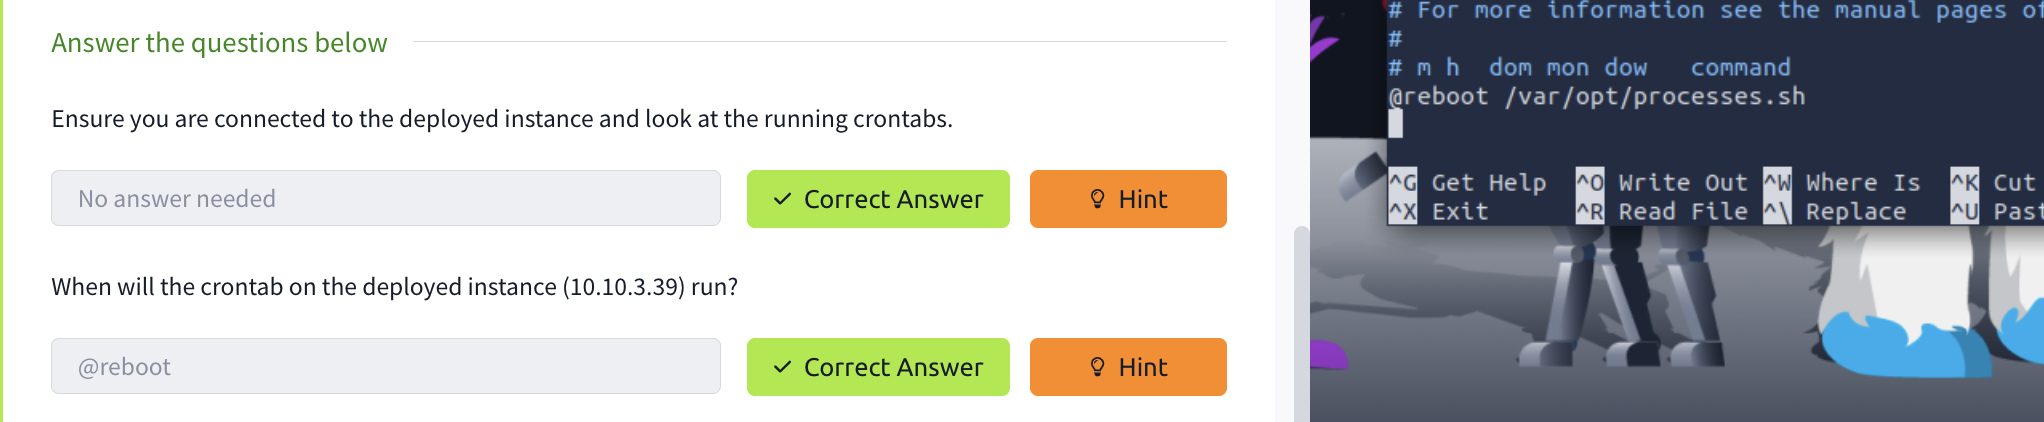 Answer the questions below
Ensure you are connected to the deployed instance and look at the running crontabs.
No answer needed
Correct Answer
Hint
When will the crontab on the deployed instance (10.10.3.39) run?
@reboot
Correct Answer
Hint
# For more information see the manual pages of
#
# m h  dom mon dow   command
@reboot /var/opt/processes.sh
^G Get Help  ^O Write Out ^W Where Is  ^K Cut
^X Exit      ^R Read File ^\ Replace   ^U Past